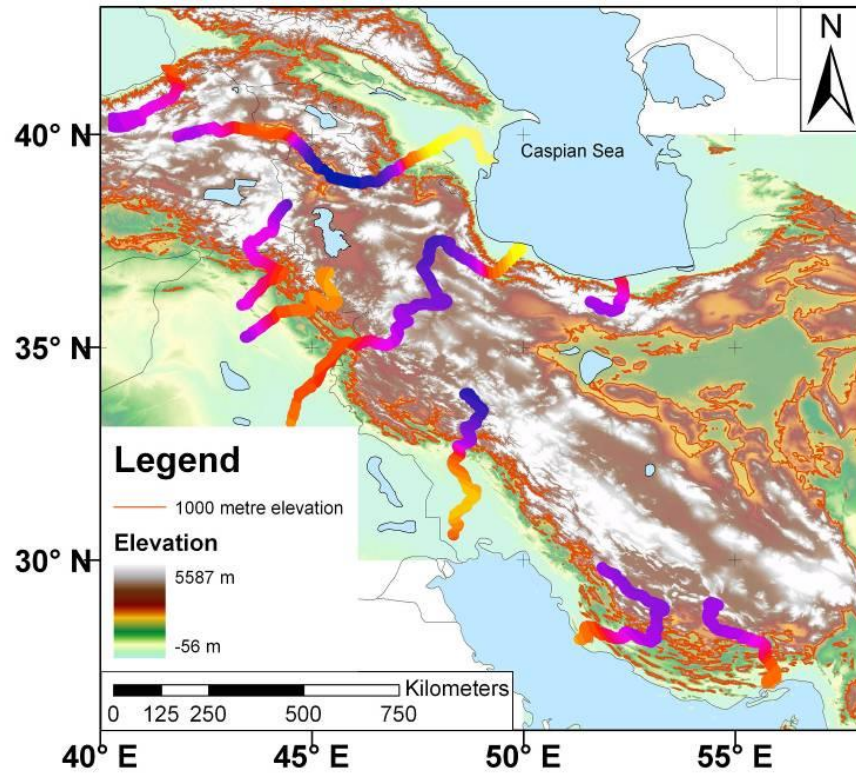 N
40° N
Caspian Sea
35° N
Legend
1000 metre elevation
Elevation
5587 m
-56 m
30° N
Kilometers
0 125 250 500 750
40° E 45° E 50° E 55° E